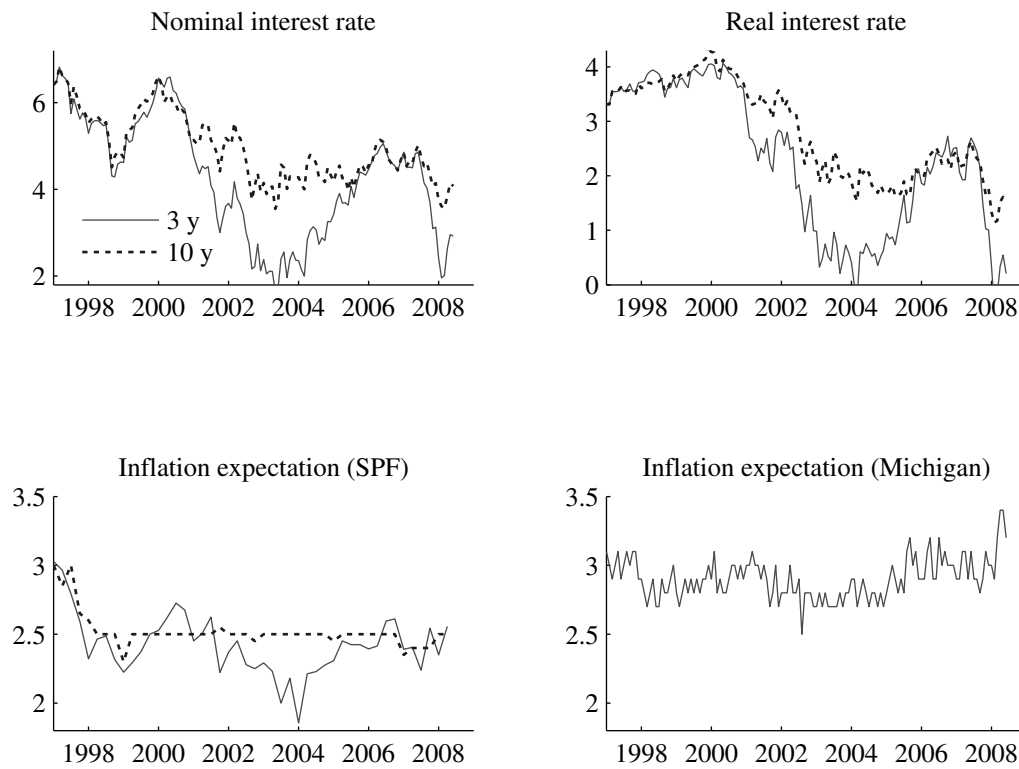 Nominal interest rate
6
4
2
3 y
10 y
1998 2000 2002 2004 2006 2008
Real interest rate
4
3
2
1
0
1998 2000 2002 2004 2006 2008
Inflation expectation (SPF)
3.5
3
2.5
2
1998 2000 2002 2004 2006 2008
Inflation expectation (Michigan)
3.5
3
2.5
2
1998 2000 2002 2004 2006 2008